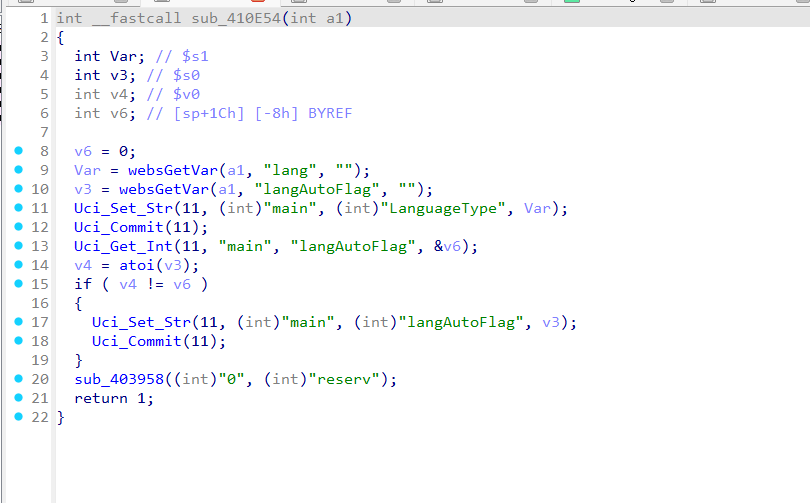 1 int __fastcall sub_410E54(int a1)
2 {
3 int Var; // $s1
4 int v3; // $s0
5 int v4; // $v0
6 int v6; // [sp+1Ch] [-8h] BYREF
7
8 v6 = 0;
9 Var = websGetVar(a1, "lang", "");
10 v3 = websGetVar(a1, "langAutoFlag", "");
11 Uci_Set_Str(11, (int)"main", (int)"LanguageType", Var);
12 Uci_Commit(11);
13 Uci_Get_Int(11, "main", "langAutoFlag", &v6);
14 v4 = atoi(v3);
15 if ( v4 != v6 )
16 {
17 Uci_Set_Str(11, (int)"main", (int)"langAutoFlag", v3);
18 Uci_Commit(11);
19 }
20 sub_403958((int)"0", (int)"reserv");
21 return 1;
22 }